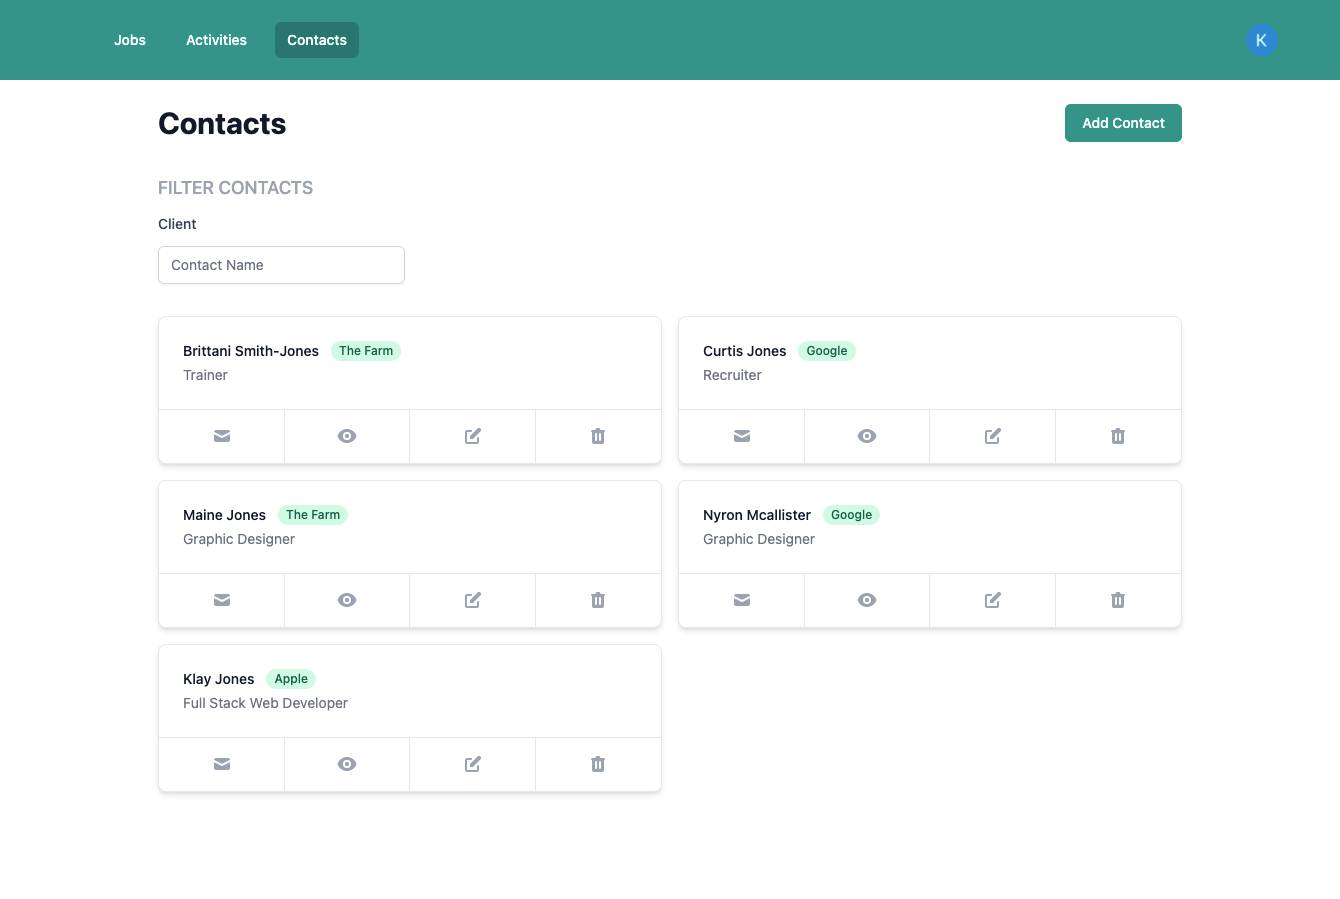 Jobs Activities Contacts K
Contacts Add Contact
FILTER CONTACTS
Client
Contact Name
Brittani Smith-Jones The Farm
Trainer
Curtis Jones Google
Recruiter
Maine Jones The Farm
Graphic Designer
Nyron Mcallister Google
Graphic Designer
Klay Jones Apple
Full Stack Web Developer